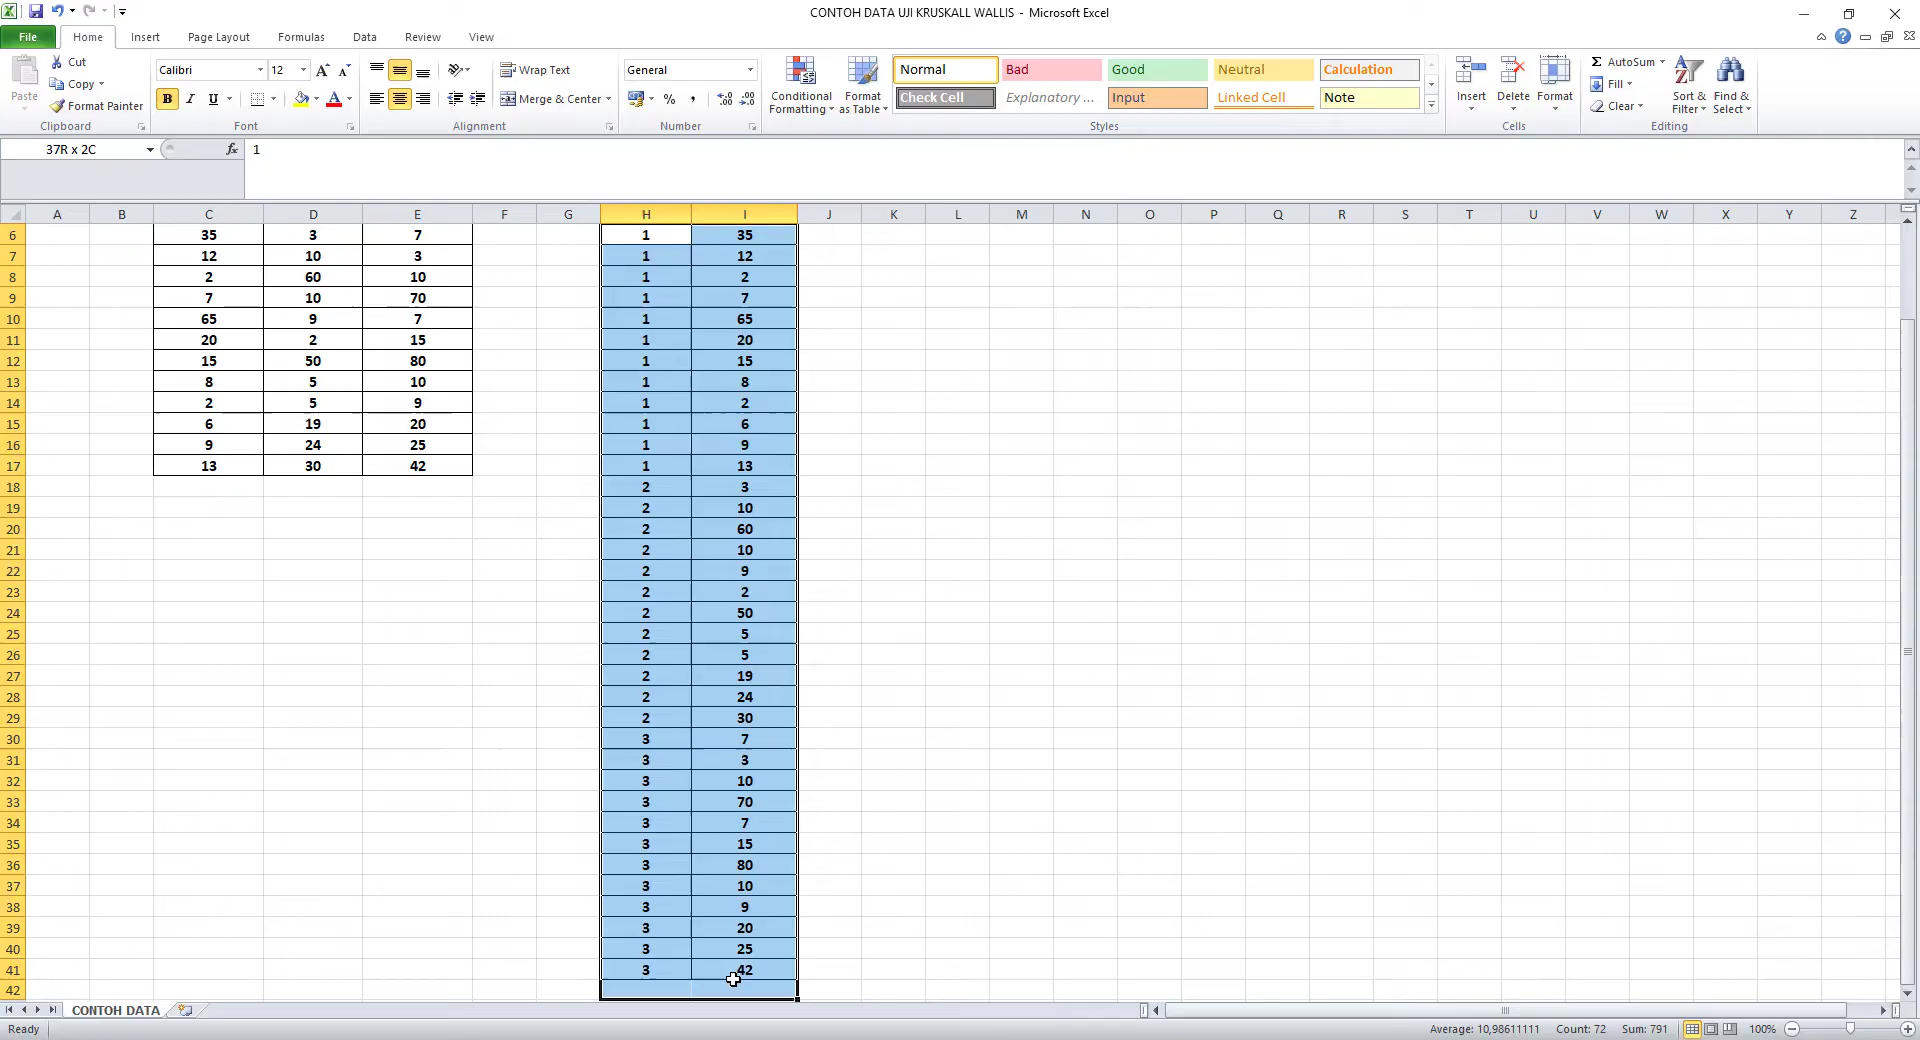 CONTOH DATA UJI KRUSKALL WALLIS - Microsoft Excel
File Home Insert Page Layout Formulas Data Review View
Cut
Copy
Format Painter
Paste
Clipboard
Calibri 12
B I U
Font
Wrap Text
Merge & Center
Alignment
General
%
Number
Conditional Formatting
Format as Table
Normal Bad Good Neutral Calculation
Check Cell Explanatory ... Input Linked Cell Note
Styles
Insert Delete Format
Cells
AutoSum
Fill
Clear
Sort & Filter
Find & Select
Editing
37R x 2C fx 1
A B C D E F G H I J K L M N O P Q R S T U V W X Y Z
6 35 3 7 1 35
7 12 10 3 1 12
8 2 60 10 1 2
9 7 10 70 1 7
10 65 9 7 1 65
11 20 2 15 1 20
12 15 50 80 1 15
13 8 5 10 1 8
14 2 5 9 1 2
15 6 19 20 1 6
16 9 24 25 1 9
17 13 30 42 1 13
18 2 3
19 2 10
20 2 60
21 2 10
22 2 9
23 2 2
24 2 50
25 2 5
26 2 5
27 2 19
28 2 24
29 2 30
30 3 7
31 3 3
32 3 10
33 3 70
34 3 7
35 3 15
36 3 80
37 3 10
38 3 9
39 3 20
40 3 25
41 3 42
42
CONTOH DATA
Ready Average: 10,98611111 Count: 72 Sum: 791 100%